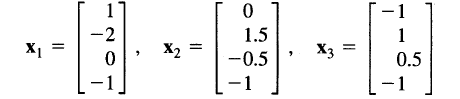 x₁ = [1 -2 0 -1], x₂ = [0 1.5 -0.5 -1], x₃ = [-1 1 0.5 -1]